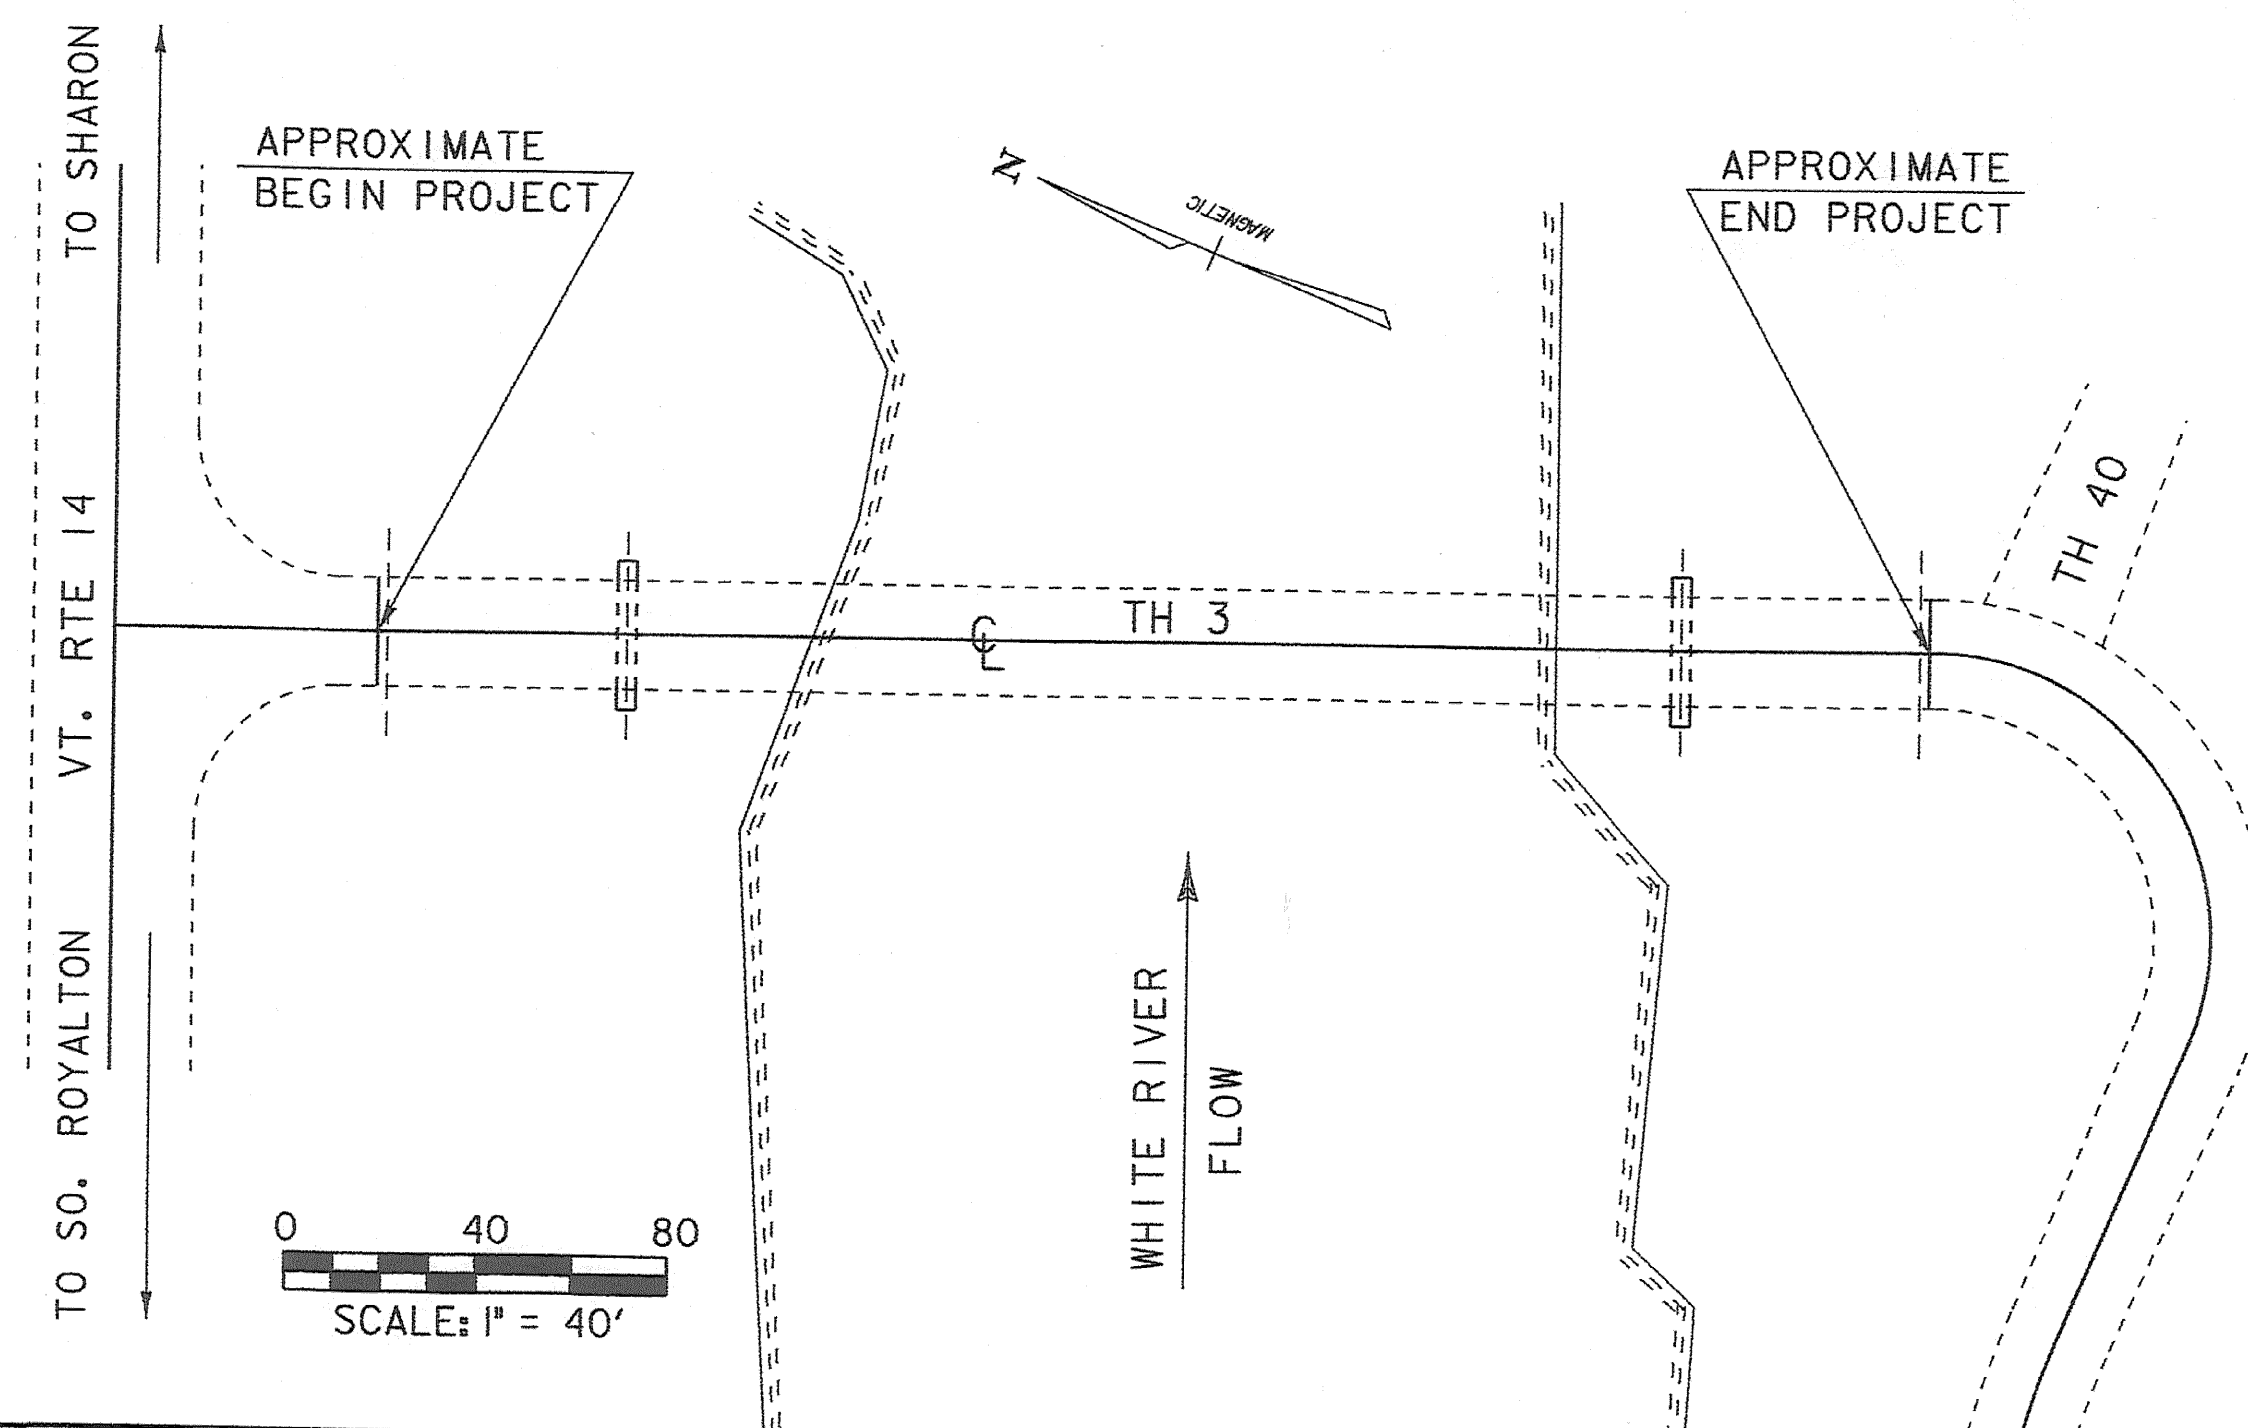 TO SHARON
APPROXIMATE
BEGIN PROJECT
N
MAGNETIC
APPROXIMATE
END PROJECT
TH 40
VT. RTE 14
TH 3
CL
TO SO. ROYALTON
WHITE RIVER
FLOW
0 40 80
SCALE: 1" = 40'